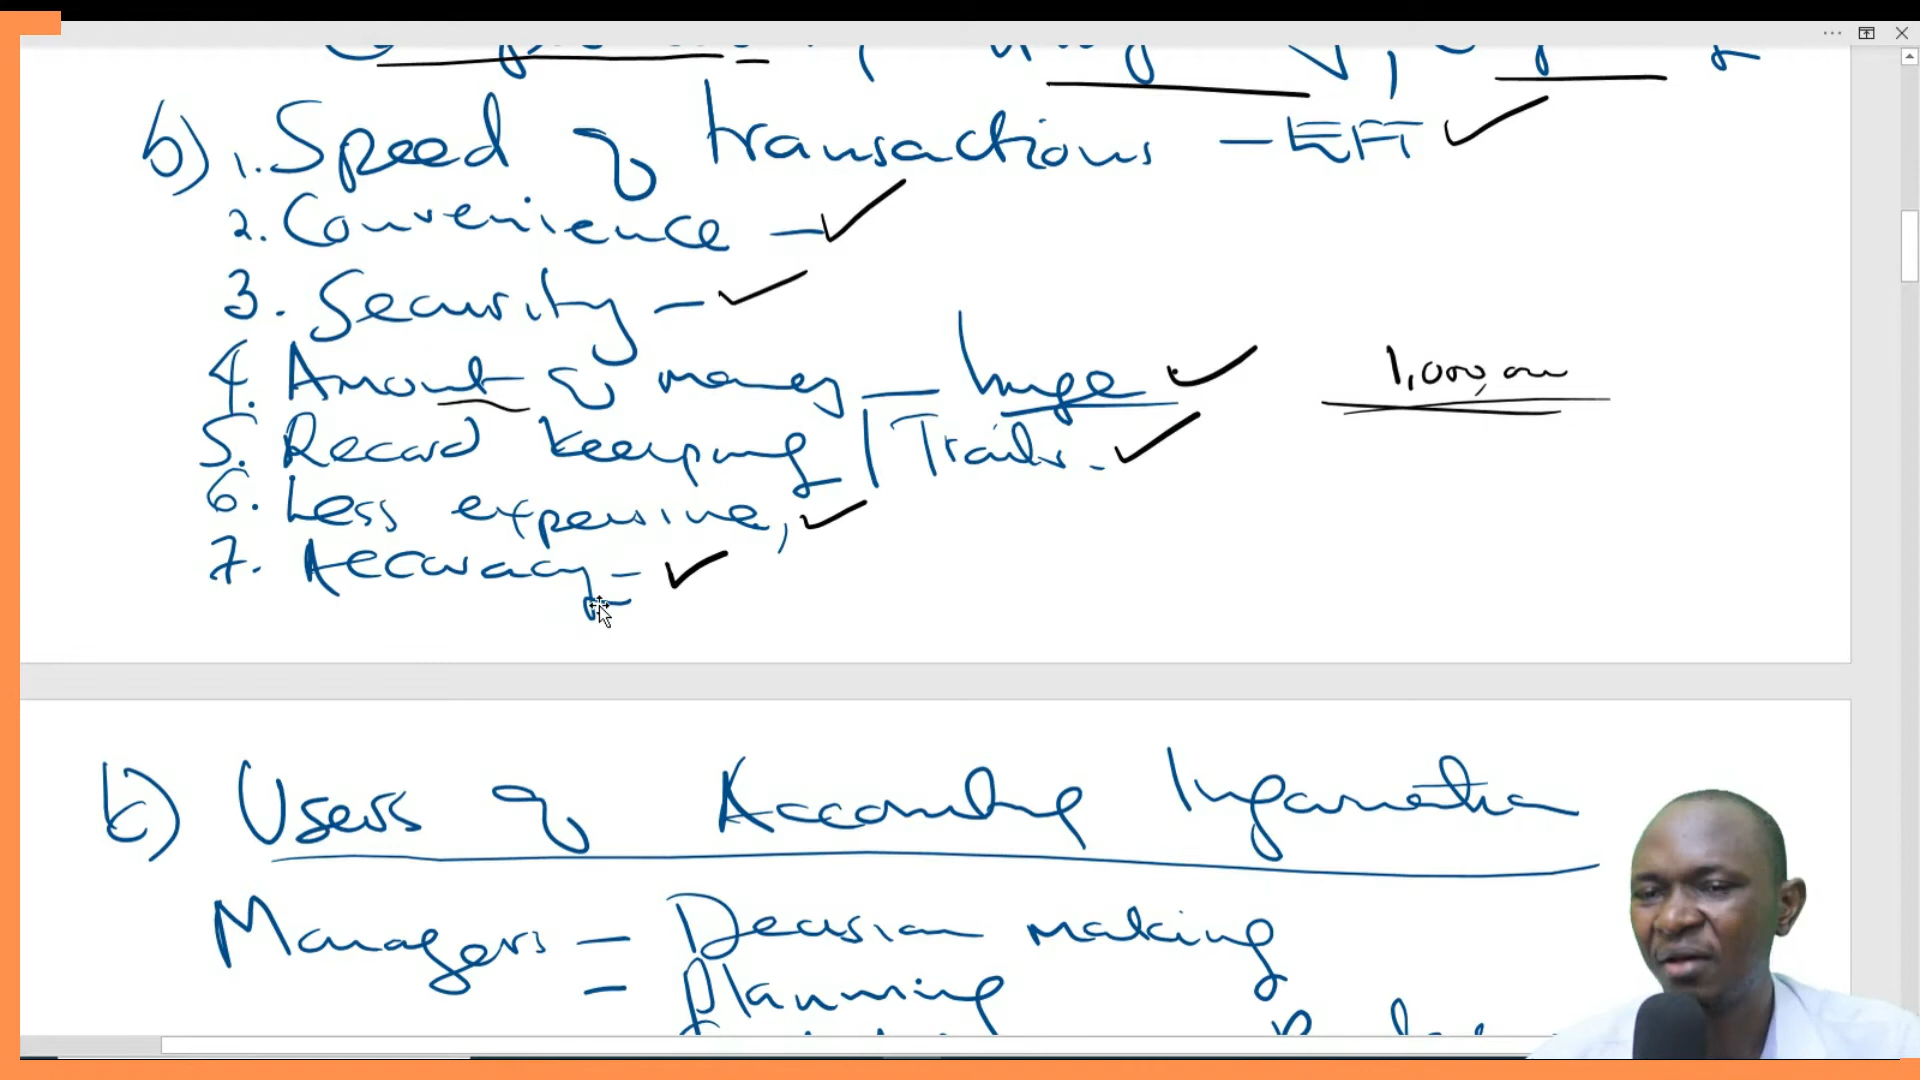 b) 1. Speed of transactions – EFT ✓
2. Convenience – ✓
3. Security – ✓
4. Amount of money – huge ✓ 1,000,000
5. Record keeping / Trails. ✓
6. Less expensive, ✓
7. Accuracy – ✓
c) Users of Accounting Information
Managers – Decision making
– Planning